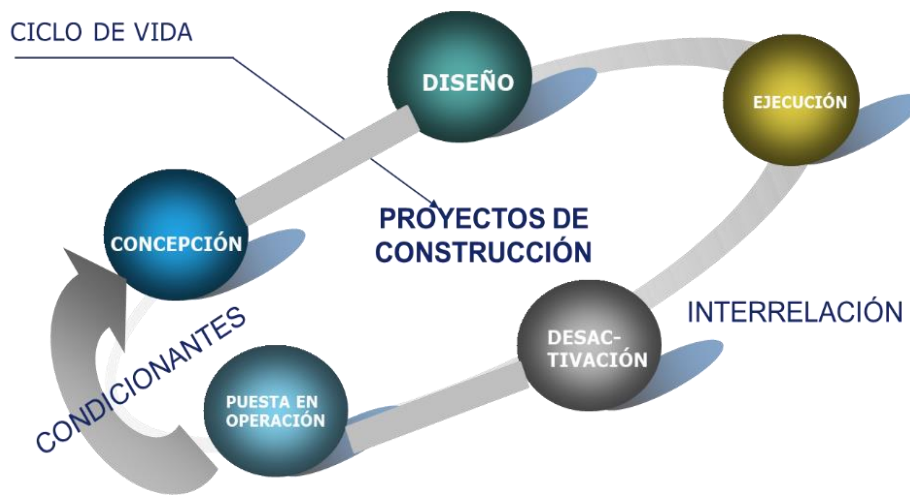 CICLO DE VIDA
DISEÑO
EJECUCIÓN
CONCEPCIÓN
PROYECTOS DE
CONSTRUCCIÓN
INTERRELACIÓN
DESAC-
TIVACIÓN
CONDICIONANTES
PUESTA EN
OPERACIÓN